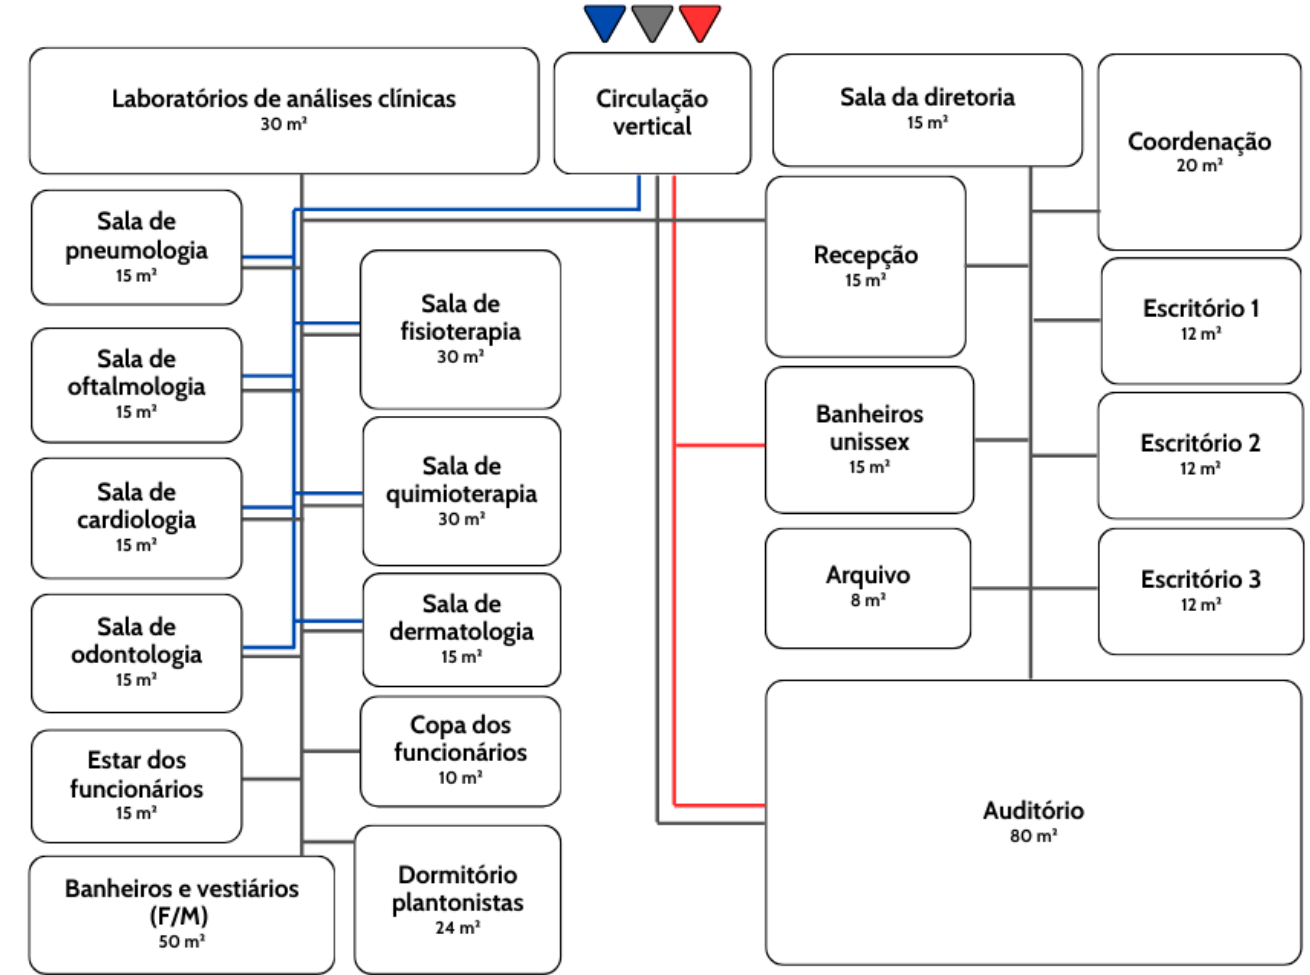 Laboratórios de análises clínicas
30 m²
Circulação
vertical
Sala da diretoria
15 m²
Coordenação
20 m²
Sala de
pneumologia
15 m²
Sala de
fisioterapia
30 m²
Recepção
15 m²
Escritório 1
12 m²
Sala de
oftalmologia
15 m²
Sala de
quimioterapia
30 m²
Banheiros
unissex
15 m²
Escritório 2
12 m²
Sala de
cardiologia
15 m²
Sala de
dermatologia
15 m²
Arquivo
8 m²
Escritório 3
12 m²
Sala de
odontologia
15 m²
Copa dos
funcionários
10 m²
Estar dos
funcionários
15 m²
Auditório
80 m²
Banheiros e vestiários
(F/M)
50 m²
Dormitório
plantonistas
24 m²